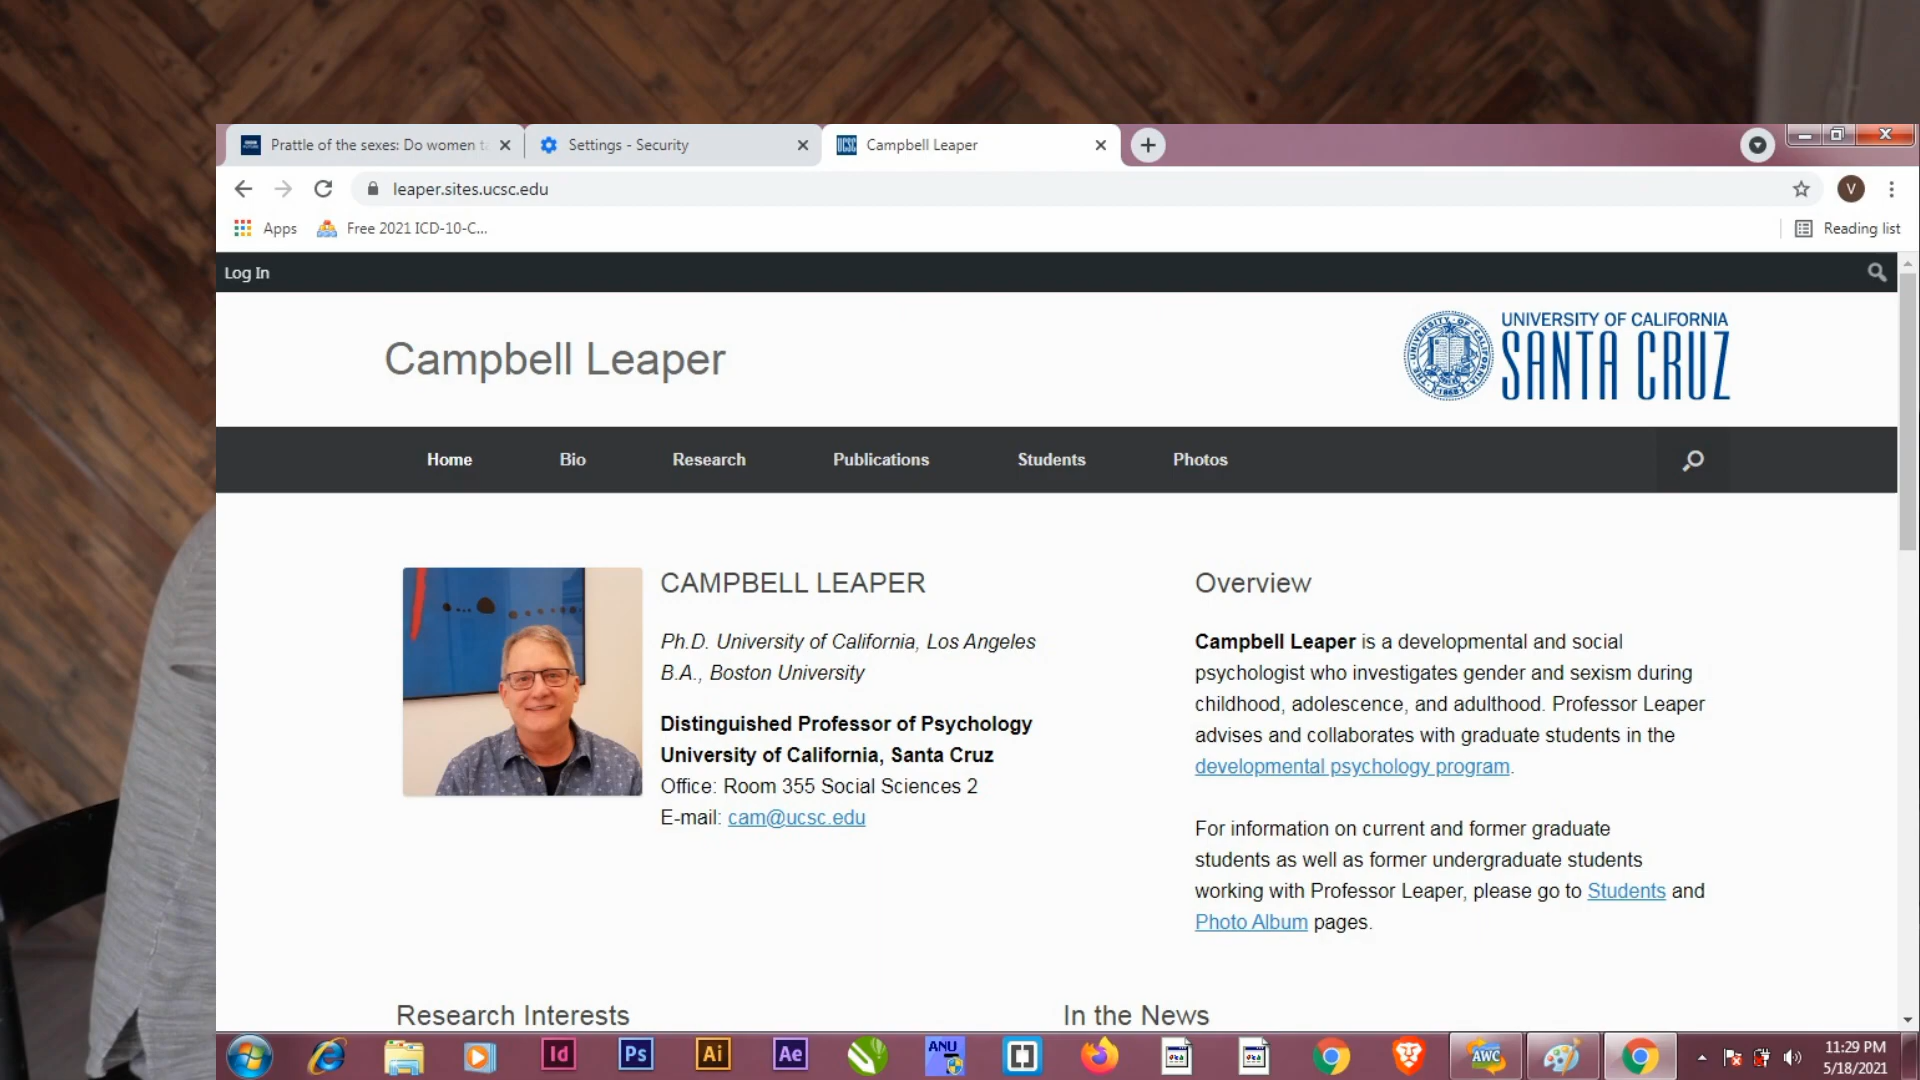 Prattle of the sexes: Do women ta
Settings - Security
UCSC
Campbell Leaper
leaper.sites.ucsc.edu
V
Apps
Free 2021 ICD-10-C...
Reading list
Log In
Campbell Leaper
UNIVERSITY OF CALIFORNIA
SANTA CRUZ
Home
Bio
Research
Publications
Students
Photos
CAMPBELL LEAPER
Ph.D. University of California, Los Angeles
B.A., Boston University
Distinguished Professor of Psychology
University of California, Santa Cruz
Office: Room 355 Social Sciences 2
E-mail: cam@ucsc.edu
Overview
Campbell Leaper is a developmental and social
psychologist who investigates gender and sexism during
childhood, adolescence, and adulthood. Professor Leaper
advises and collaborates with graduate students in the
developmental psychology program.
For information on current and former graduate
students as well as former undergraduate students
working with Professor Leaper, please go to Students and
Photo Album pages.
Research Interests
In the News
Id
Ps
Ai
Ae
ANU
AWC
11:29 PM
5/18/2021